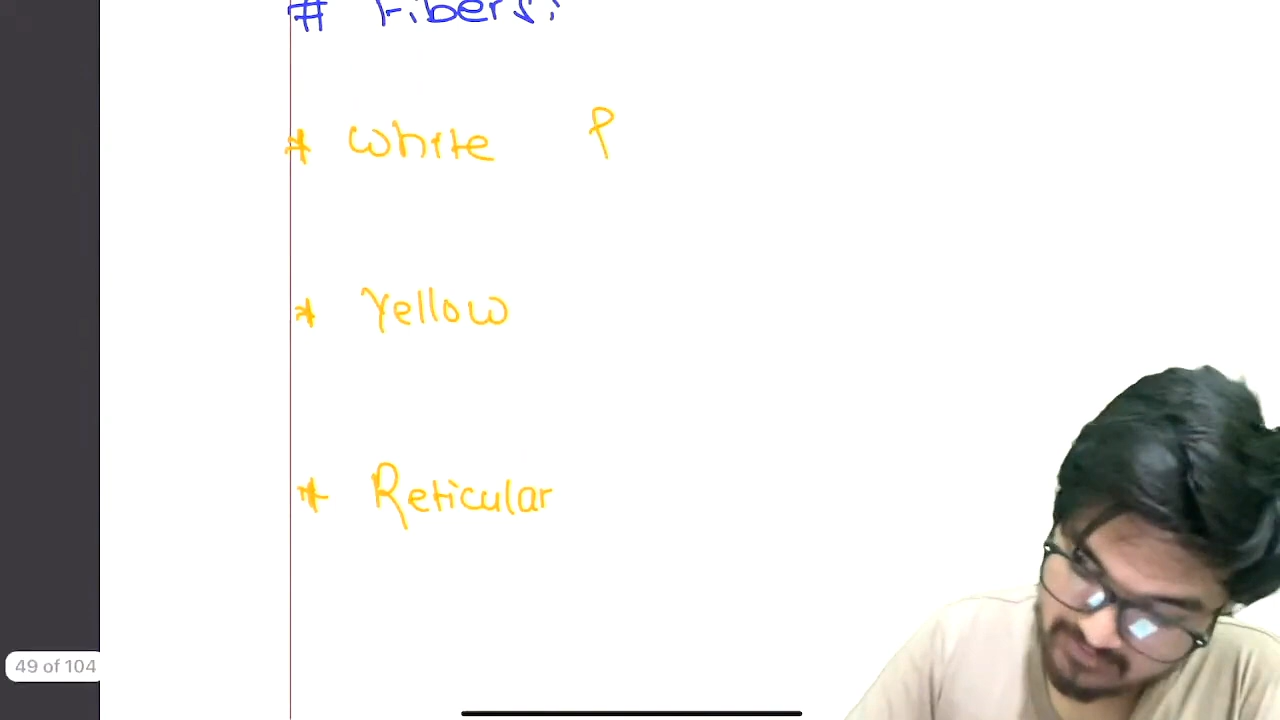 # Fibers:
* White f
* Yellow
* Reticular
49 of 104